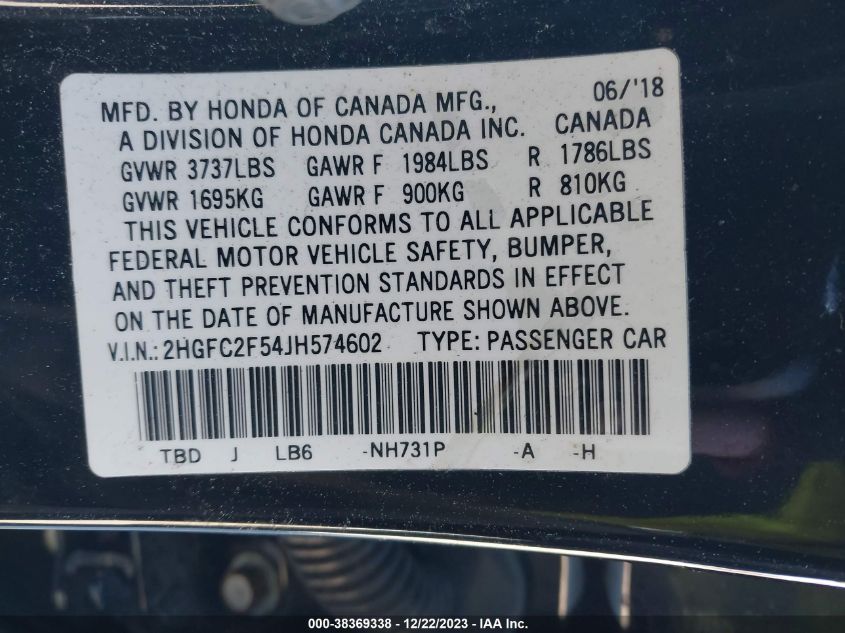 MFD. BY HONDA OF CANADA MFG., 06/'18
A DIVISION OF HONDA CANADA INC. CANADA
GVWR 3737LBS GAWR F 1984LBS R 1786LBS
GVWR 1695KG GAWR F 900KG R 810KG
THIS VEHICLE CONFORMS TO ALL APPLICABLE
FEDERAL MOTOR VEHICLE SAFETY, BUMPER,
AND THEFT PREVENTION STANDARDS IN EFFECT
ON THE DATE OF MANUFACTURE SHOWN ABOVE.
V.I.N.: 2HGFC2F54JH574602 TYPE: PASSENGER CAR
TBD J LB6 -NH731P -A -H
000-38369338 - 12/22/2023 - IAA Inc.